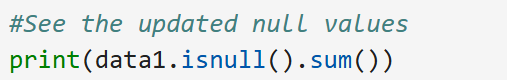 #See the updated null values
print(data1.isnull().sum())